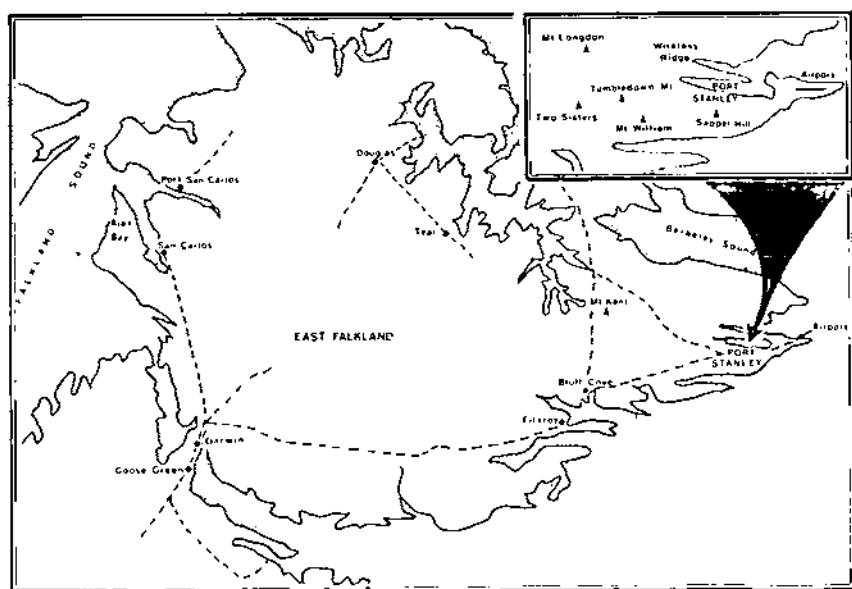 Mt Longdon
Wireless
Ridge
Airport
PORT
STANLEY
Tumbledown Mt
Two Sisters
Mt William
Sapper Hill
FALKLAND SOUND
Port San Carlos
Ajax
Bay
San Carlos
Douglas
Teal
Berkeley Sound
Mt Kent
EAST FALKLAND
Airport
PORT
STANLEY
Bluff Cove
Fitzroy
Darwin
Goose Green